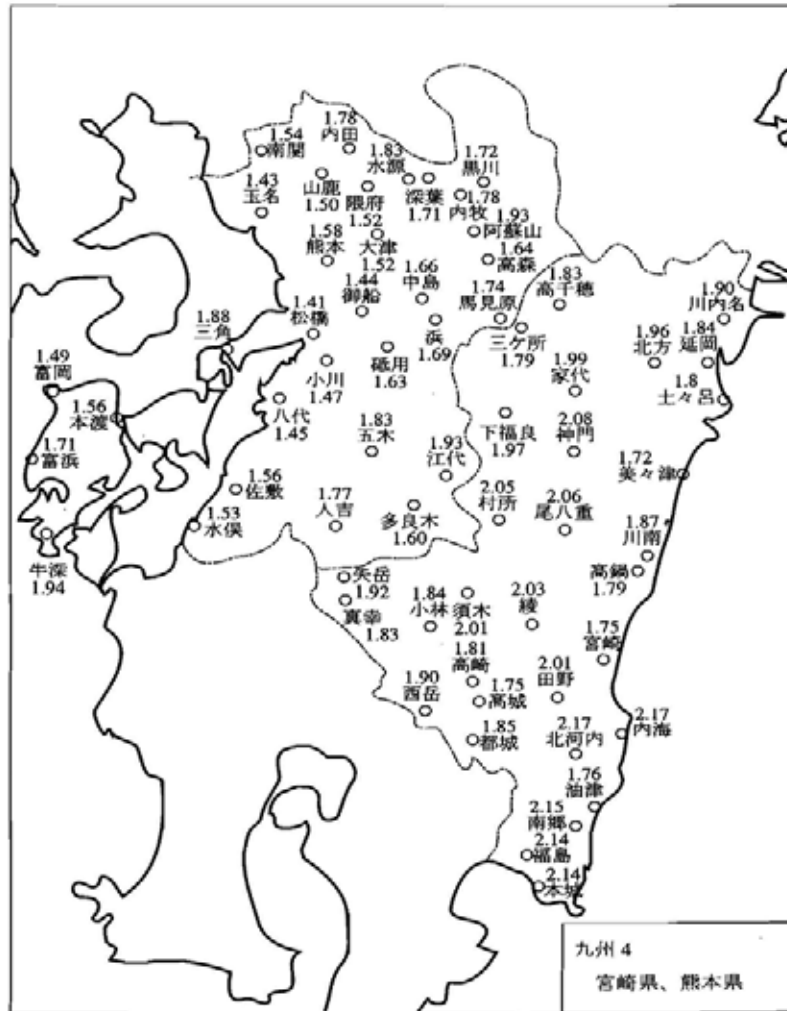 1.78
内田
1.54
南関
1.83
水源
1.72
黒川
1.43
玉名
山鹿
1.50
隈府
1.52
深葉
1.71
内牧
1.78
1.93
阿蘇山
1.58
熊本
大津
1.52
1.64
高森
1.44
御船
1.66
中島
1.74
馬見原
1.83
高千穂
1.90
川内名
1.88
三角
1.41
松橋
浜
1.69
三ケ所
1.79
1.96
北方
1.84
延岡
1.49
富岡
小川
1.47
砥用
1.63
1.99
家代
1.8
土々呂
1.56
本渡
八代
1.45
1.83
五木
下福良
1.97
2.08
神門
1.71
富浜
1.93
江代
1.72
美々津
1.56
佐敷
1.53
水俣
1.77
人吉
多良木
1.60
2.05
村所
2.06
尾八重
1.87
川南
牛深
1.94
矢岳
1.92
真幸
1.83
1.84
小林
須木
2.01
2.03
綾
高鍋
1.79
1.81
高崎
1.75
宮崎
1.90
西岳
1.75
高城
2.01
田野
1.85
都城
2.17
北河内
2.17
内海
1.76
油津
2.15
南郷
2.14
福島
2.14
本城
九州 4
宮崎県、熊本県